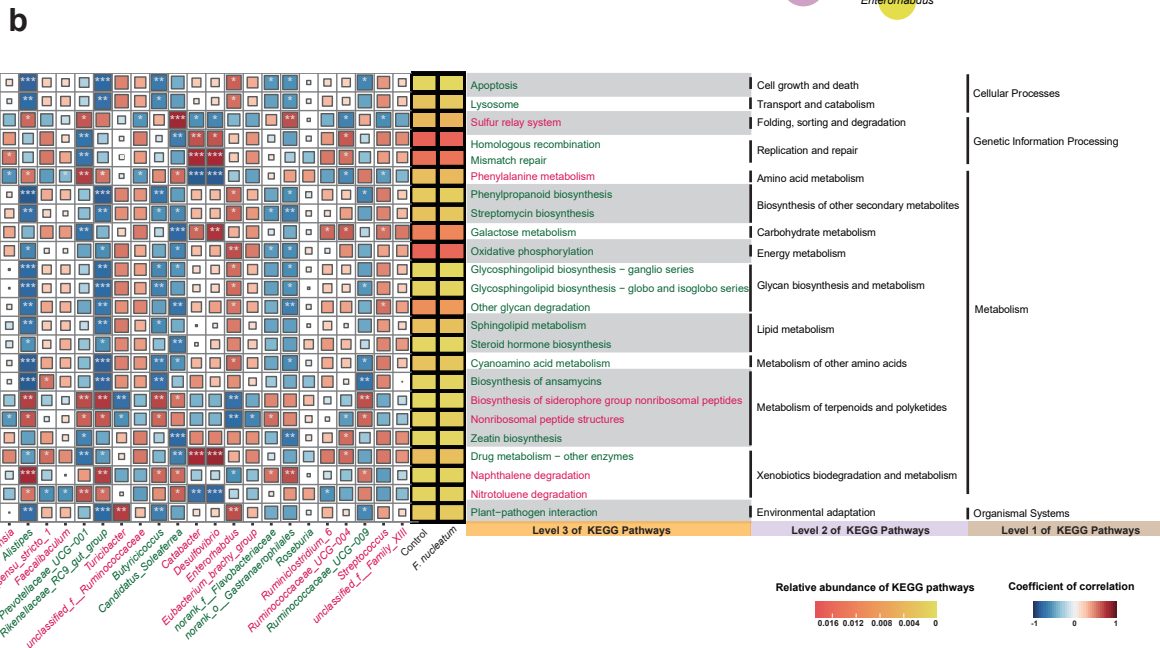 b
Enterorhabdus
Apoptosis
Cell growth and death
Cellular Processes
Lysosome
Transport and catabolism
Sulfur relay system
Folding, sorting and degradation
Homologous recombination
Replication and repair
Genetic Information Processing
Mismatch repair
Phenylalanine metabolism
Amino acid metabolism
Phenylpropanoid biosynthesis
Biosynthesis of other secondary metabolites
Streptomycin biosynthesis
Galactose metabolism
Carbohydrate metabolism
Oxidative phosphorylation
Energy metabolism
Glycosphingolipid biosynthesis − ganglio series
Glycosphingolipid biosynthesis − globo and isoglobo series
Glycan biosynthesis and metabolism
Other glycan degradation
Metabolism
Sphingolipid metabolism
Lipid metabolism
Steroid hormone biosynthesis
Cyanoamino acid metabolism
Metabolism of other amino acids
Biosynthesis of ansamycins
Biosynthesis of siderophore group nonribosomal peptides
Metabolism of terpenoids and polyketides
Nonribosomal peptide structures
Zeatin biosynthesis
Drug metabolism − other enzymes
Naphthalene degradation
Xenobiotics biodegradation and metabolism
Nitrotoluene degradation
Plant−pathogen interaction
Environmental adaptation
Organismal Systems
Level 3 of KEGG Pathways
Level 2 of KEGG Pathways
Level 1 of KEGG Pathways
Alistipes
Faecalibaculum
Prevotellaceae_UCG-001
Rikenellaceae_RC9_gut_group
Turicibacter
unclassified_f__Ruminococcaceae
Butyricicoccus
Candidatus_Soleaferrea
Catabacter
Desulfovibrio
Enterorhabdus
Eubacterium_brachy_group
norank_f__Flavobacteriaceae
norank_o__Gastranaerophilales
Roseburia
Ruminiclostridium_6
Ruminococcaceae_UCG-004
Ruminococcaceae_UCG-009
Streptococcus
unclassified_f__Family_XIII
Control
F. nucleatum
Relative abundance of KEGG pathways
0.016 0.012 0.008 0.004 0
Coefficient of correlation
-1 0 1